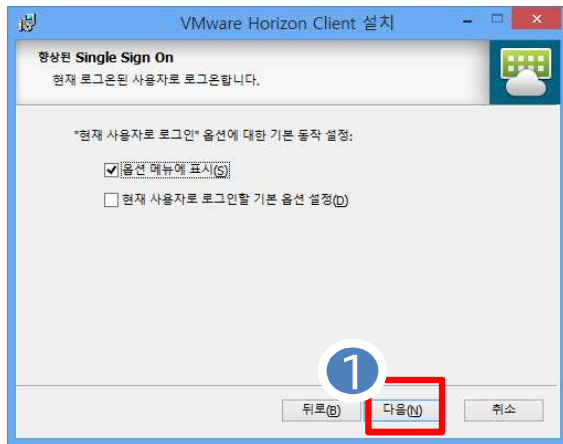 VMware Horizon Client 설치
향상된 Single Sign On
현재 로그온된 사용자로 로그온합니다.
"현재 사용자로 로그인" 옵션에 대한 기본 동작 설정:
옵션 메뉴에 표시(S)
현재 사용자로 로그인할 기본 옵션 설정(D)
1
뒤로(B) 다음(N) 취소